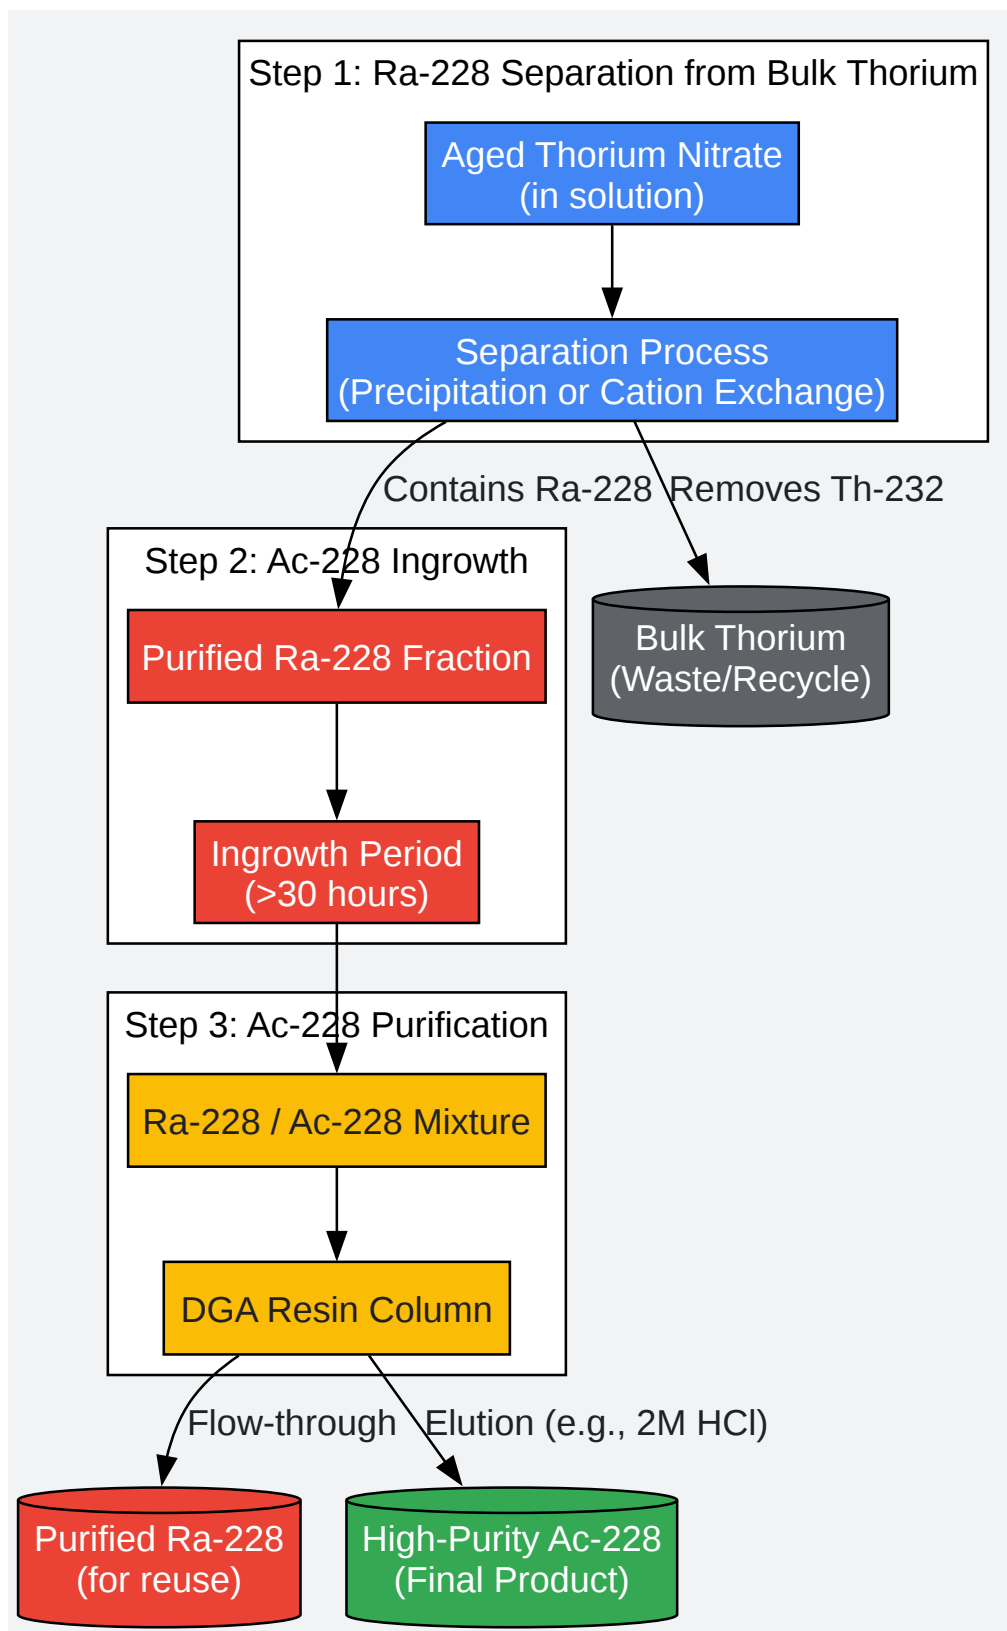 Step 1: Ra-228 Separation from Bulk Thorium
Aged Thorium Nitrate
(in solution)
Separation Process
(Precipitation or Cation Exchange)
Contains Ra-228
Removes Th-232
Step 2: Ac-228 Ingrowth
Purified Ra-228 Fraction
Bulk Thorium
(Waste/Recycle)
Ingrowth Period
(>30 hours)
Step 3: Ac-228 Purification
Ra-228 / Ac-228 Mixture
DGA Resin Column
Flow-through
Elution (e.g., 2M HCl)
Purified Ra-228
(for reuse)
High-Purity Ac-228
(Final Product)